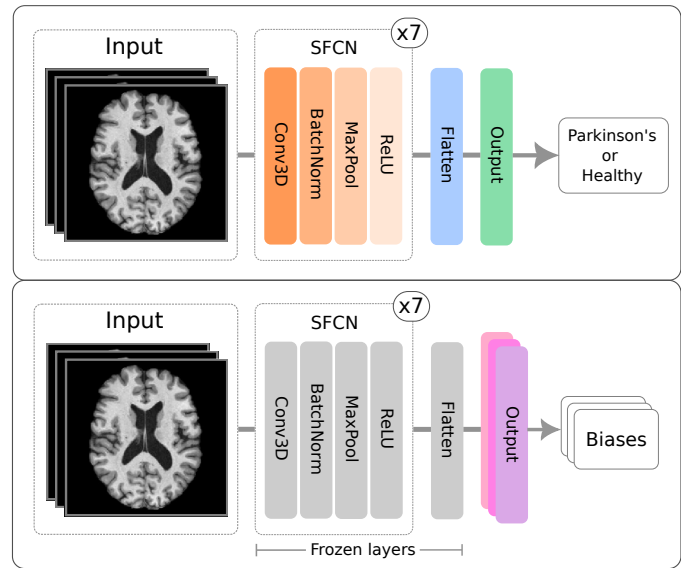 Input
SFCN
x7
Conv3D
BatchNorm
MaxPool
ReLU
Flatten
Output
Parkinson's
or
Healthy
Input
SFCN
x7
Conv3D
BatchNorm
MaxPool
ReLU
Flatten
Output
Biases
Frozen layers